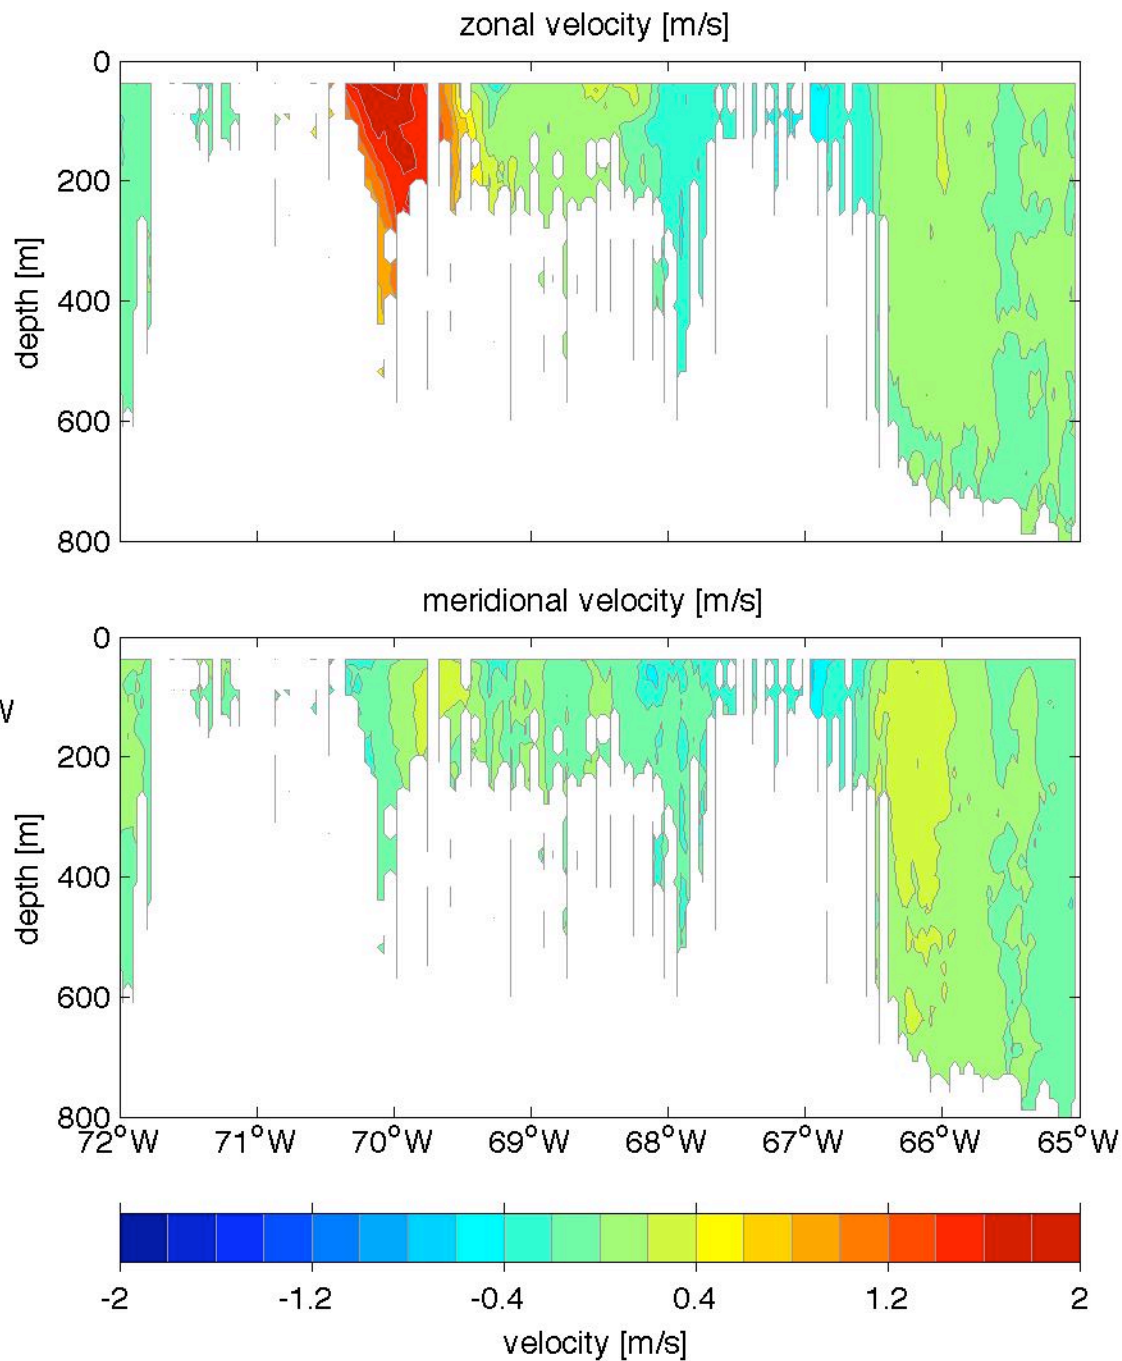 zonal velocity [m/s]
0
200
400
600
800
depth [m]
meridional velocity [m/s]
0
W
200
400
600
800
depth [m]
72°W 71°W 70°W 69°W 68°W 67°W 66°W 65°W
-2 -1.2 -0.4 0.4 1.2 2
velocity [m/s]